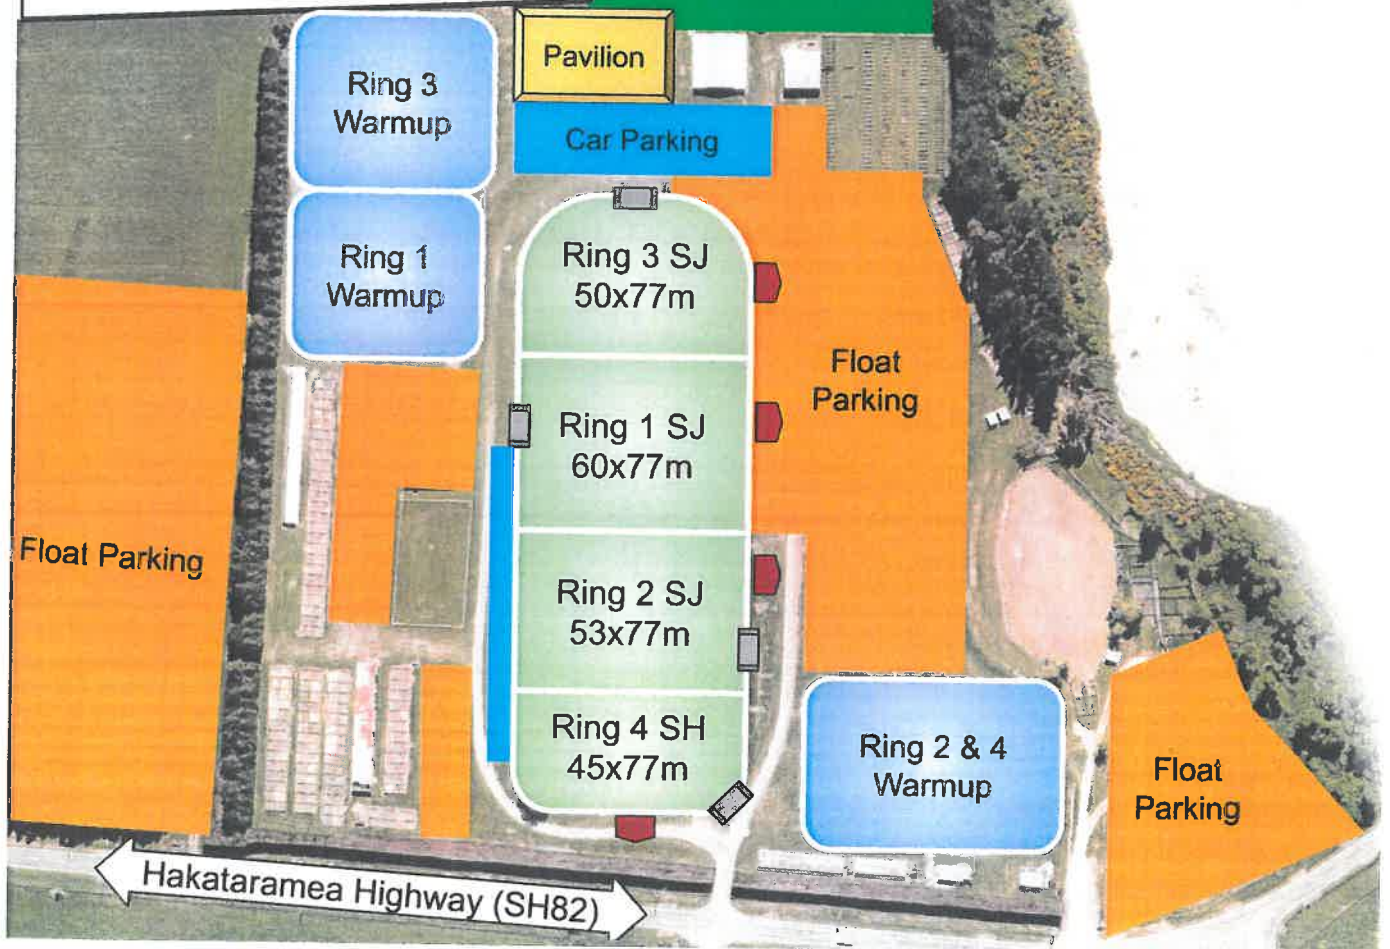 Pavilion
Ring 3
Warmup
Car Parking
Ring 1
Warmup
Ring 3 SJ
50x77m
Float
Parking
Ring 1 SJ
60x77m
Float Parking
Ring 2 SJ
53x77m
Ring 4 SH
45x77m
Ring 2 & 4
Warmup
Float
Parking
Hakataramea Highway (SH82)